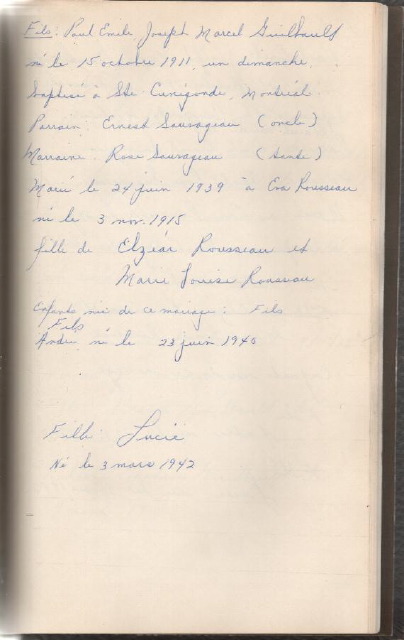 Fils: Paul Emile Joseph Marcel Guilbault
né le 15 octobre 1911, un dimanche,
baptisé à Ste Cunégonde, Montréal.
Parrain Ernest Sauvageau (oncle)
Marraine Rose Sauvageau (tante)
Marié le 24 juin 1939 à Eva Rousseau
né le 3 nov. 1915
fille de Elzéar Rousseau et
Marie Louise Rousseau
Enfants nés de ce mariage: Fils
Fils
André né le 23 juin 1940
Fille Lucie
Né le 3 mars 1942